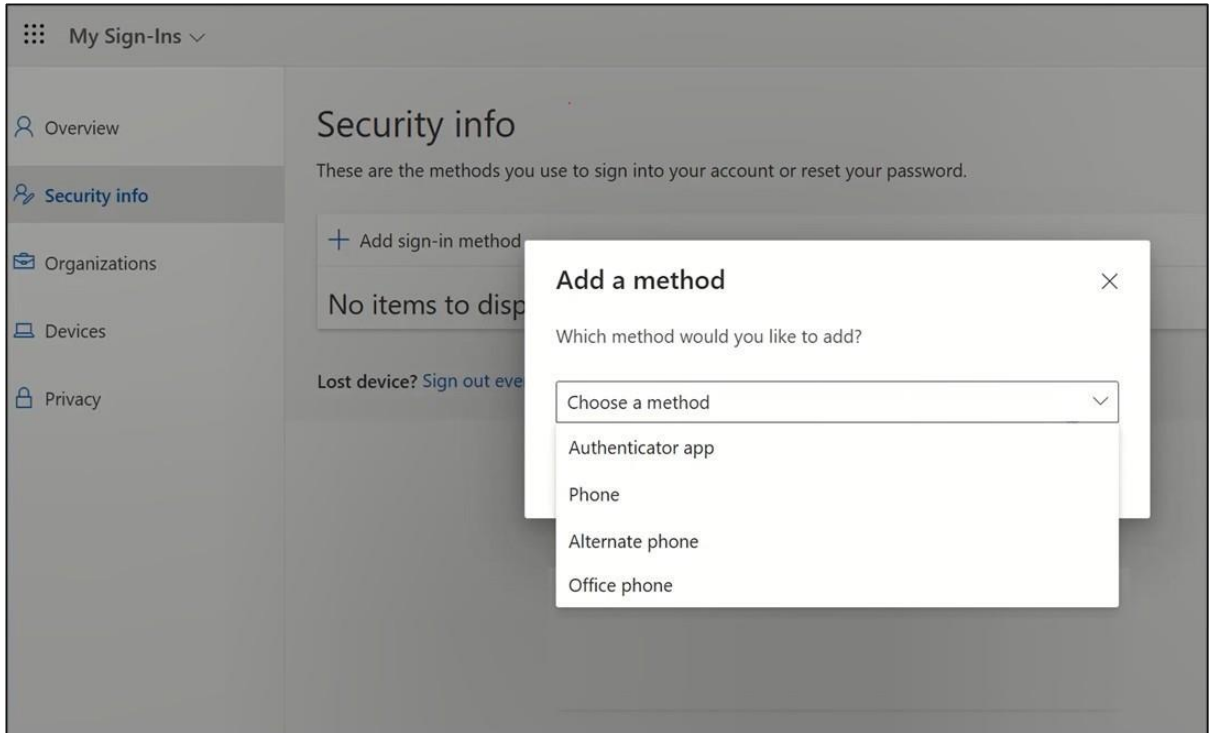 My Sign-Ins
Overview
Security info
Organizations
Devices
Privacy
Security info
These are the methods you use to sign into your account or reset your password.
Add sign-in method
No items to disp
Lost device? Sign out eve
Add a method
Which method would you like to add?
Choose a method
Authenticator app
Phone
Alternate phone
Office phone